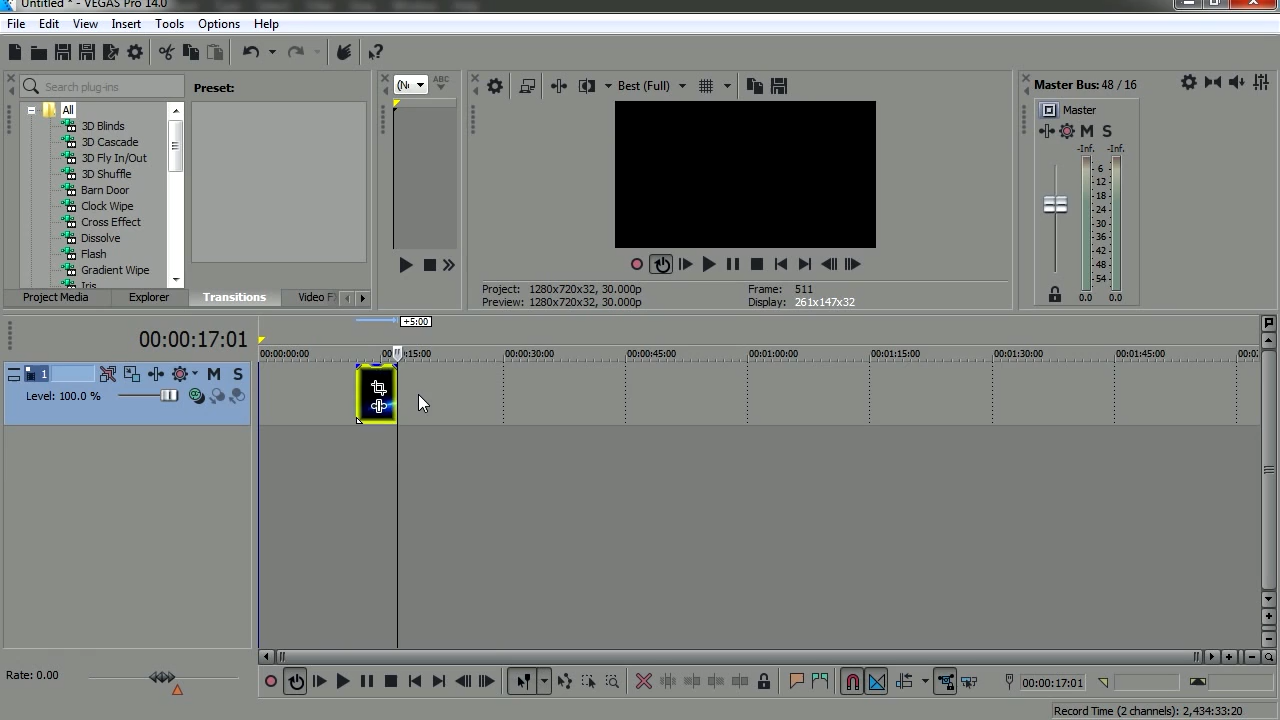 Untitled * - VEGAS Pro 14.0
File Edit View Insert Tools Options Help
Search plug-ins
Preset:
All
3D Blinds
3D Cascade
3D Fly In/Out
3D Shuffle
Barn Door
Clock Wipe
Cross Effect
Dissolve
Flash
Gradient Wipe
Iris
Project Media Explorer Transitions Video F
ABC
Best (Full)
Project: 1280x720x32, 30.000p
Preview: 1280x720x32, 30.000p
Frame: 511
Display: 261x147x32
Master Bus: 48 / 16
Master
M S
-Inf. -Inf.
6
12
18
24
30
36
42
48
54
0.0 0.0
00:00:17:01
+5:00
00:00:00:00 00:00:15:00 00:00:30:00 00:00:45:00 00:01:00:00 00:01:15:00 00:01:30:00 00:01:45:00 00:0
1 M S
Level: 100.0 %
Rate: 0.00
00:00:17:01
Record Time (2 channels): 2,434:33:20